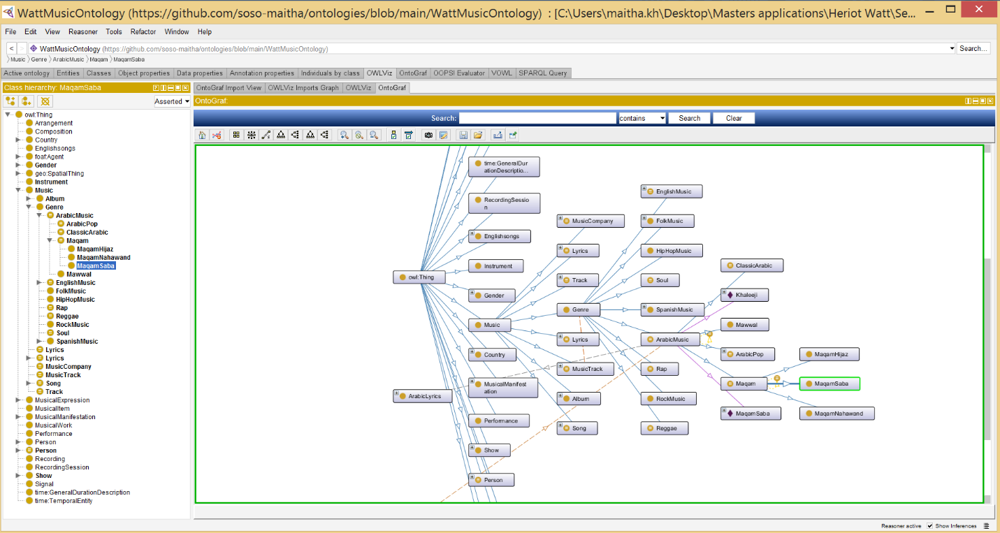 WattMusicOntology (https://github.com/soso-maitha/ontologies/blob/main/WattMusicOntology) : [C:\Users\maitha.kh\Desktop\Masters applications\Heriot Watt\Se...
File Edit View Reasoner Tools Refactor Window Help
< > WattMusicOntology (https://github.com/soso-maitha/ontologies/blob/main/WattMusicOntology) Search...
Music Genre ArabicMusic Maqam MaqamSaba
Active ontology Entities Classes Object properties Data properties Annotation properties Individuals by class OWLViz OntoGraf OOPS! Evaluator VOWL SPARQL Query
Class hierarchy: MaqamSaba
Asserted
owl:Thing
Arrangement
Composition
Country
Englishsongs
foaf:Agent
Gender
geo:SpatialThing
Instrument
Music
Album
Genre
ArabicMusic
ArabicPop
ClassicArabic
Maqam
MaqamHijaz
MaqamNahawand
MaqamSaba
Mawwal
EnglishMusic
FolkMusic
HipHopMusic
Rap
Reggae
RockMusic
Soul
SpanishMusic
Lyrics
Lyrics
MusicCompany
MusicTrack
Song
Track
MusicalExpression
MusicalItem
MusicalManifestation
MusicalWork
Performance
Person
Person
Recording
RecordingSession
Show
Signal
time:GeneralDurationDescription
time:TemporalEntity
OntoGraf Import View OWLViz Imports Graph OWLViz OntoGraf
OntoGraf:
Search: contains Search Clear
owl:Thing
ArabicLyrics
time:GeneralDur
ationDescriptio...
RecordingSessio
n
Englishsongs
Instrument
Gender
Music
Country
MusicalManifest
ation
Performance
Show
Person
MusicCompany
Lyrics
Track
Genre
Lyrics
MusicTrack
Album
Song
EnglishMusic
FolkMusic
HipHopMusic
Soul
SpanishMusic
ArabicMusic
Rap
RockMusic
Reggae
ClassicArabic
Khaleeji
Mawwal
ArabicPop
Maqam
MaqamSaba
MaqamHijaz
MaqamSaba
MaqamNahawand
Reasoner active Show Inferences